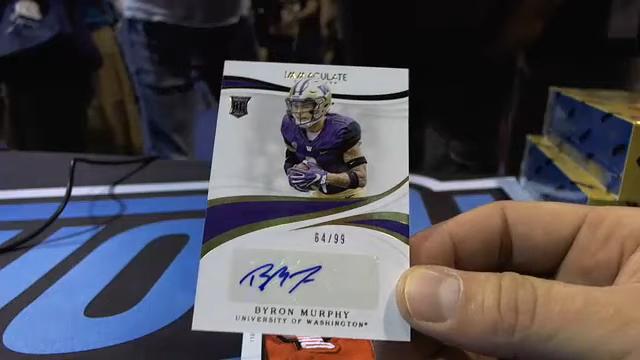 IMMACULATE
RC
W
64/99
BYRON MURPHY
UNIVERSITY OF WASHINGTON®